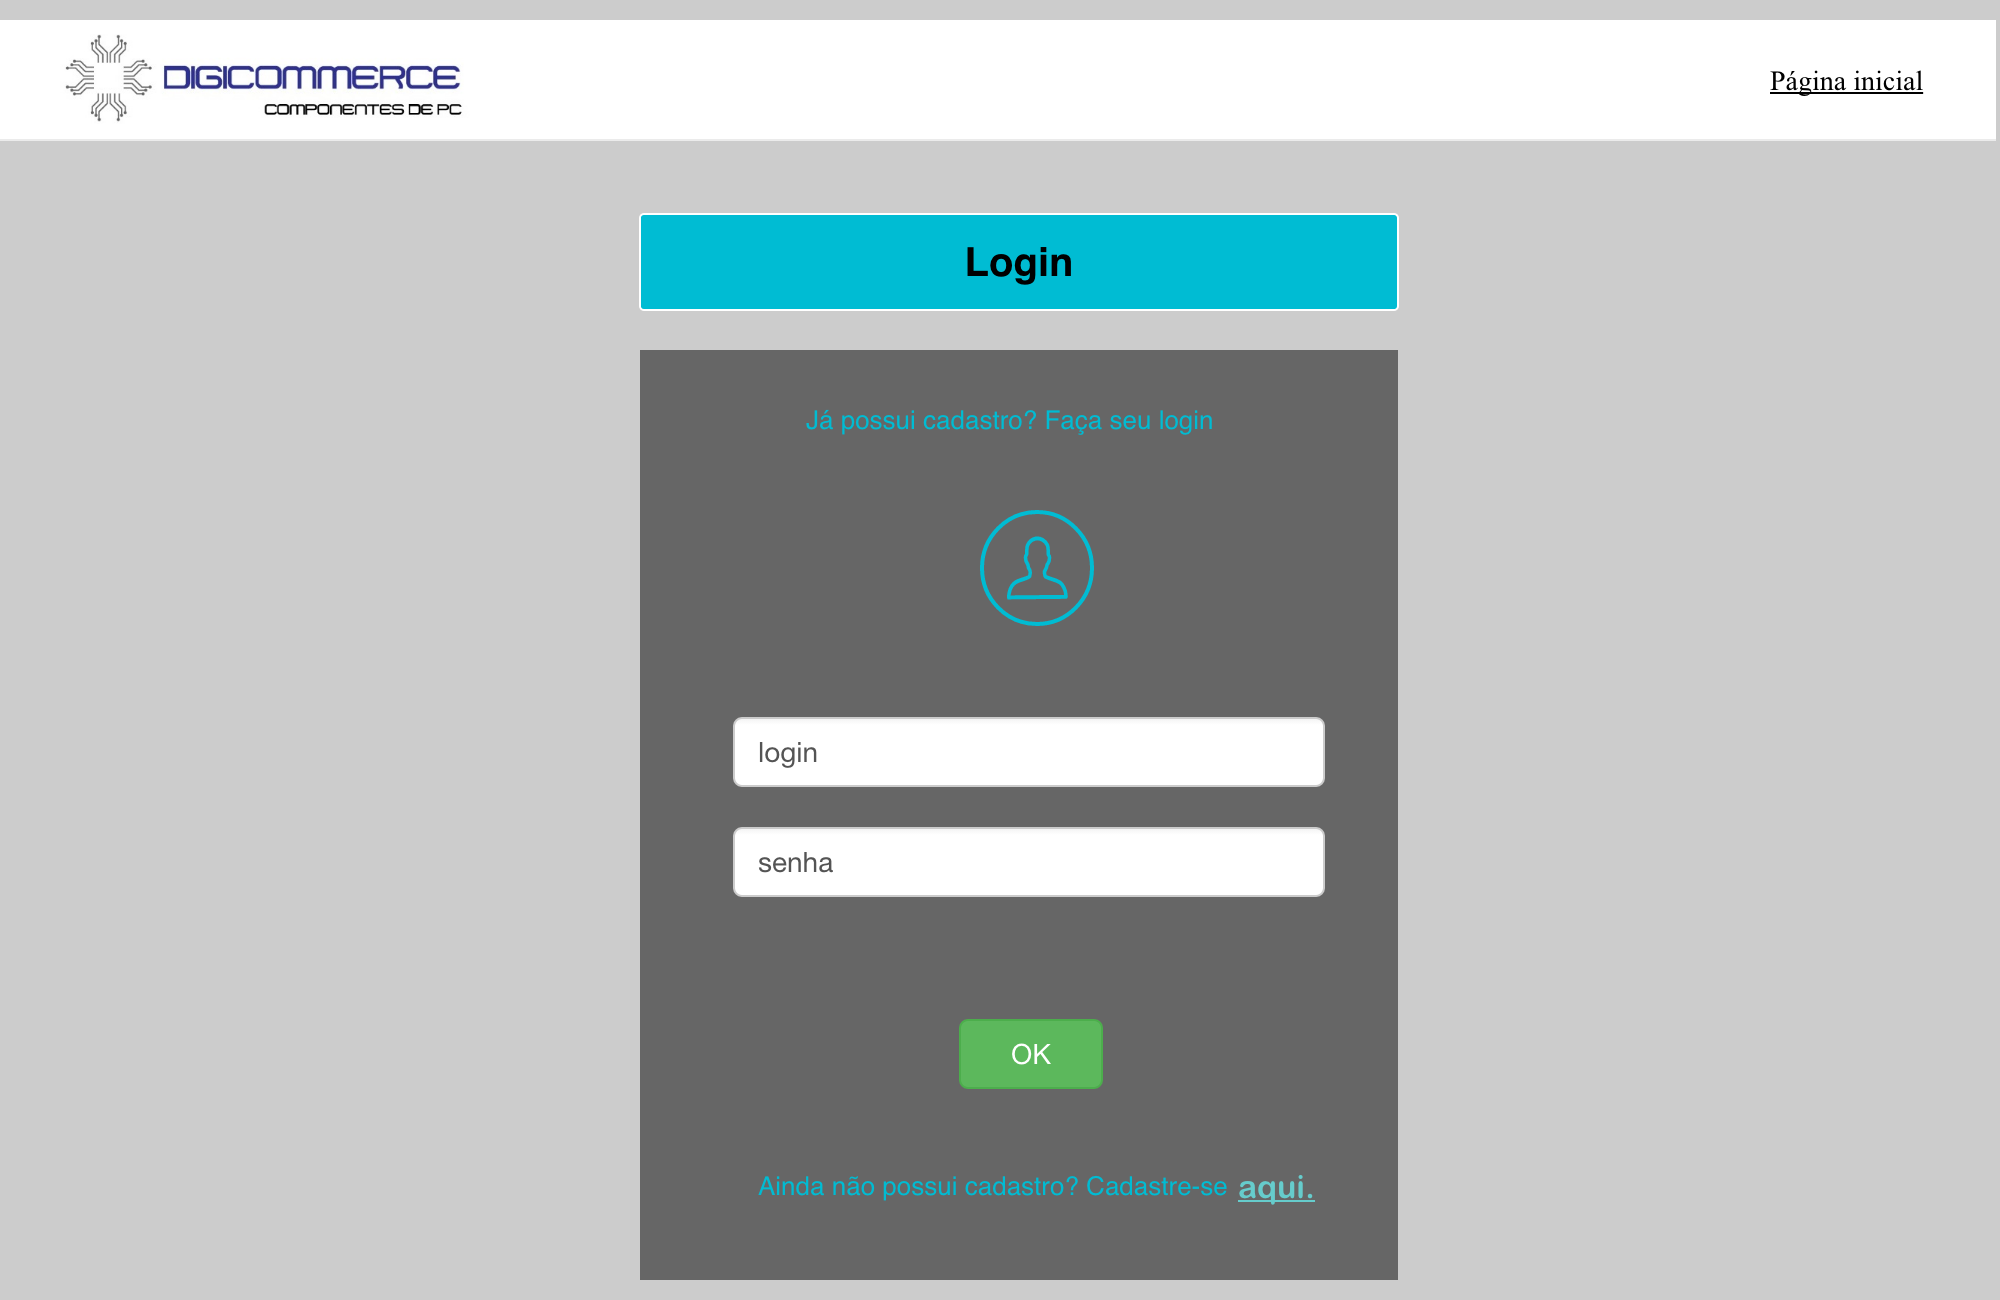 DIGICOMMERCE
COMPONENTES DE PC
Página inicial
Login
Já possui cadastro? Faça seu login
login
senha
OK
Ainda não possui cadastro? Cadastre-se aqui.